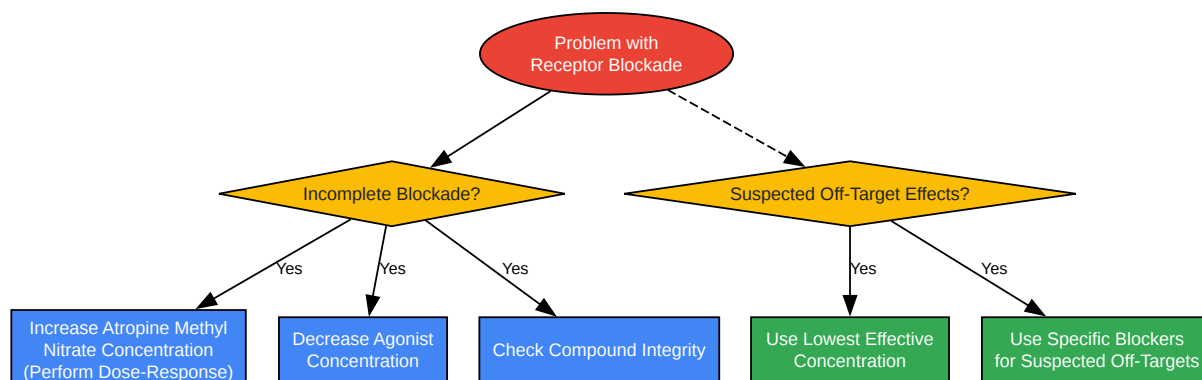 Problem with
Receptor Blockade
Incomplete Blockade?
Suspected Off-Target Effects?
Yes
Yes
Yes
Yes
Yes
Increase Atropine Methyl
Nitrate Concentration
(Perform Dose-Response)
Decrease Agonist
Concentration
Check Compound Integrity
Use Lowest Effective
Concentration
Use Specific Blockers
for Suspected Off-Targets